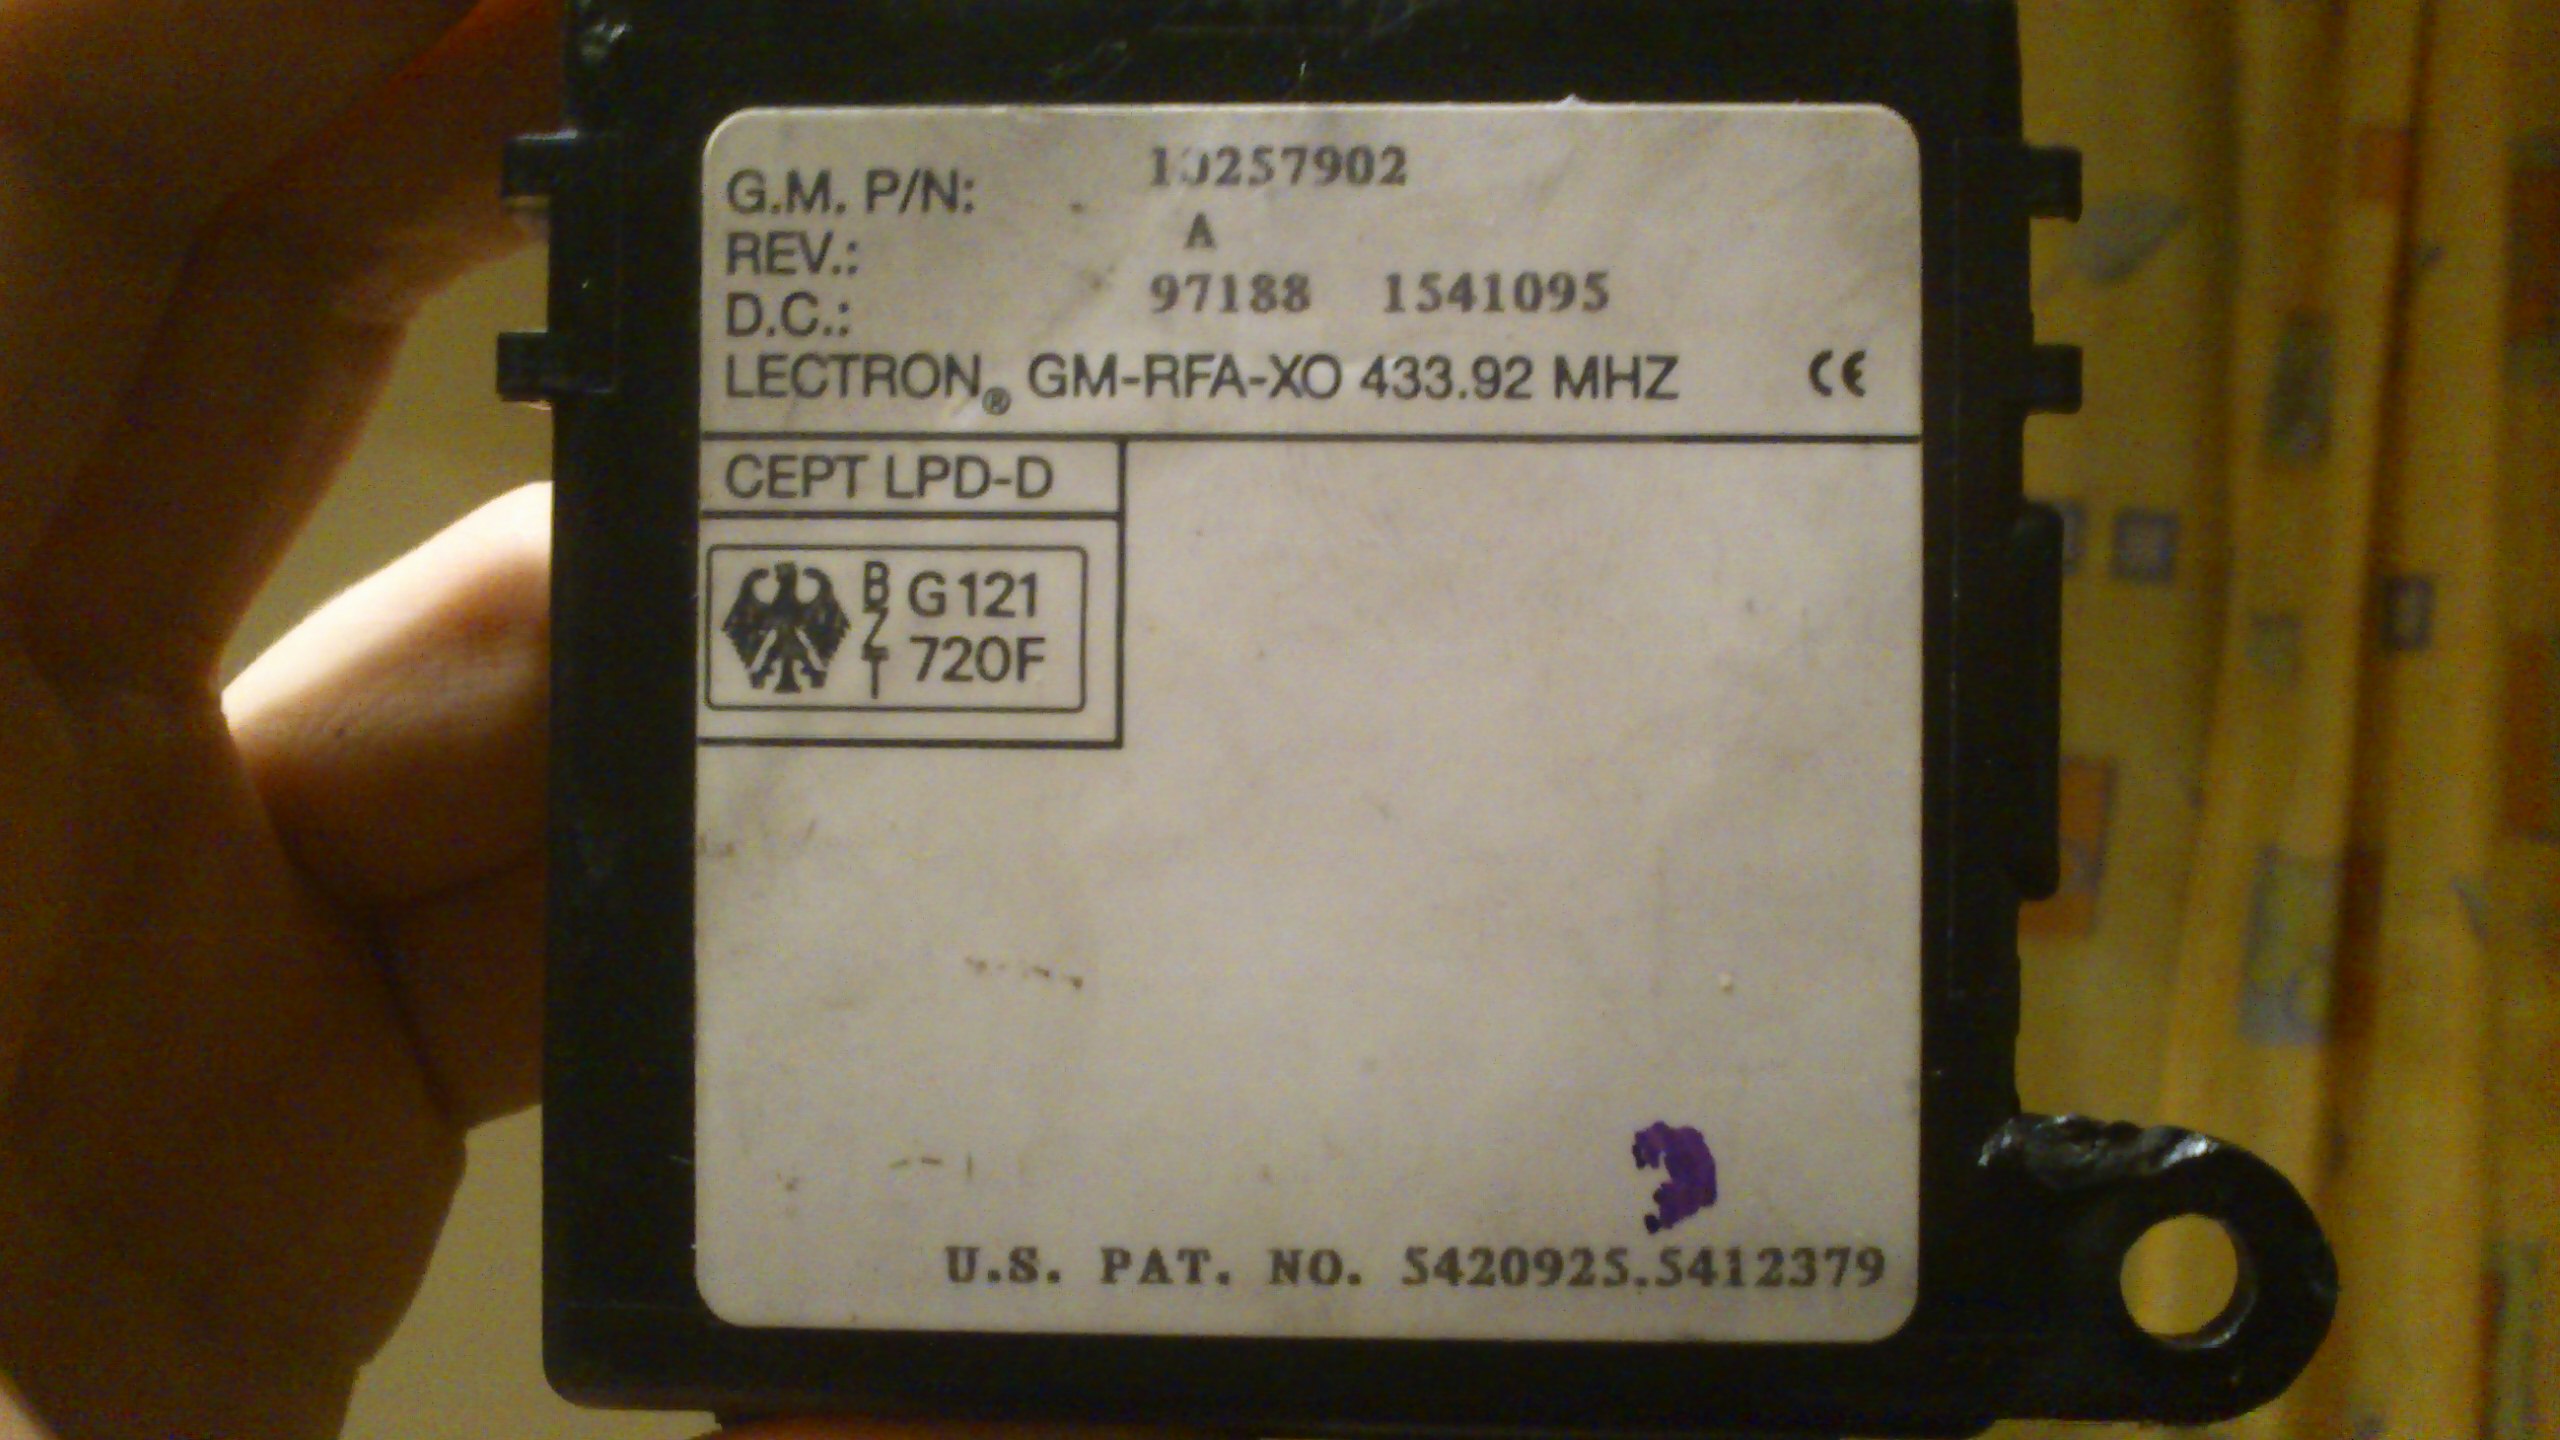 G.M. P/N: 10257902
REV.: A
D.C.: 97188 1541095
LECTRON® GM-RFA-XO 433.92 MHZ CE
CEPT LPD-D
BZT G121
720F
U.S. PAT. NO. 5420925.5412379